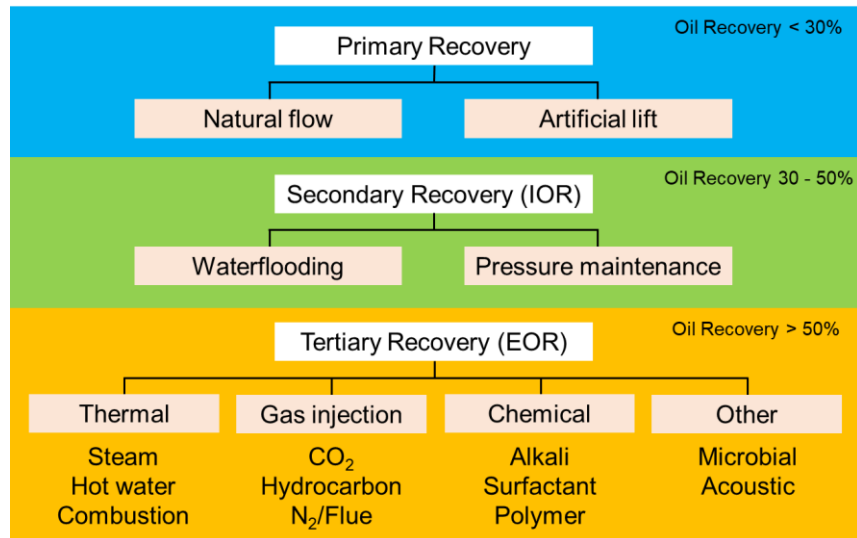 Oil Recovery < 30%
Primary Recovery
Natural flow
Artificial lift
Oil Recovery 30 - 50%
Secondary Recovery (IOR)
Waterflooding
Pressure maintenance
Oil Recovery > 50%
Tertiary Recovery (EOR)
Thermal
Steam
Hot water
Combustion
Gas injection
CO₂
Hydrocarbon
N₂/Flue
Chemical
Alkali
Surfactant
Polymer
Other
Microbial
Acoustic